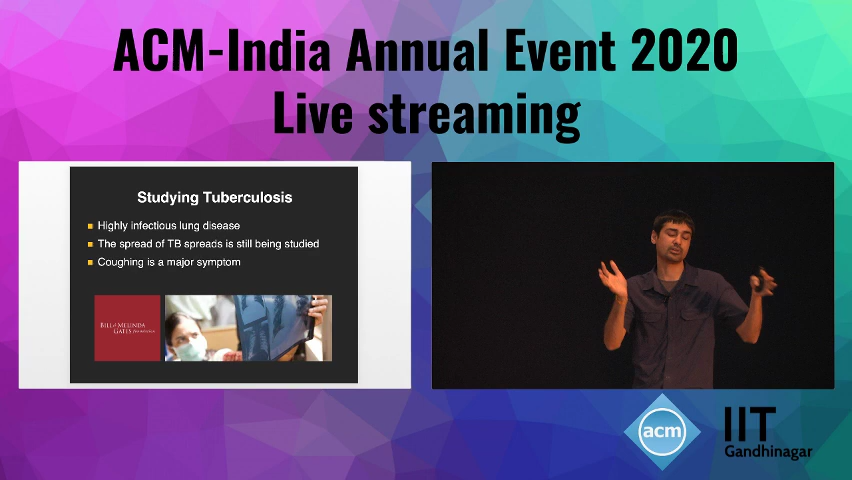 ACM-India Annual Event 2020
Live streaming
Studying Tuberculosis
Highly infectious lung disease
The spread of TB spreads is still being studied
Coughing is a major symptom
BILL & MELINDA
GATES foundation
acm
IIT
Gandhinagar